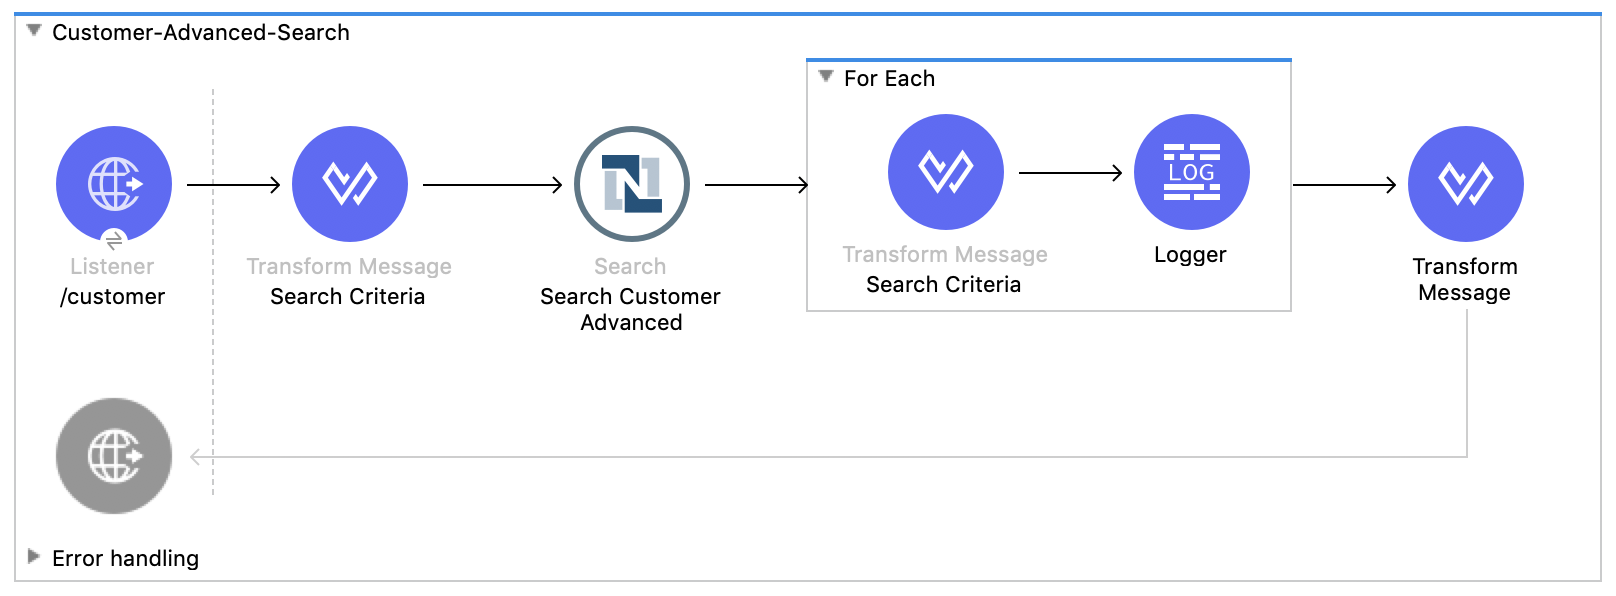 Customer-Advanced-Search
For Each
LOG
Listener
/customer
Transform Message
Search Criteria
Search
Search Customer
Advanced
Transform Message
Search Criteria
Logger
Transform
Message
Error handling